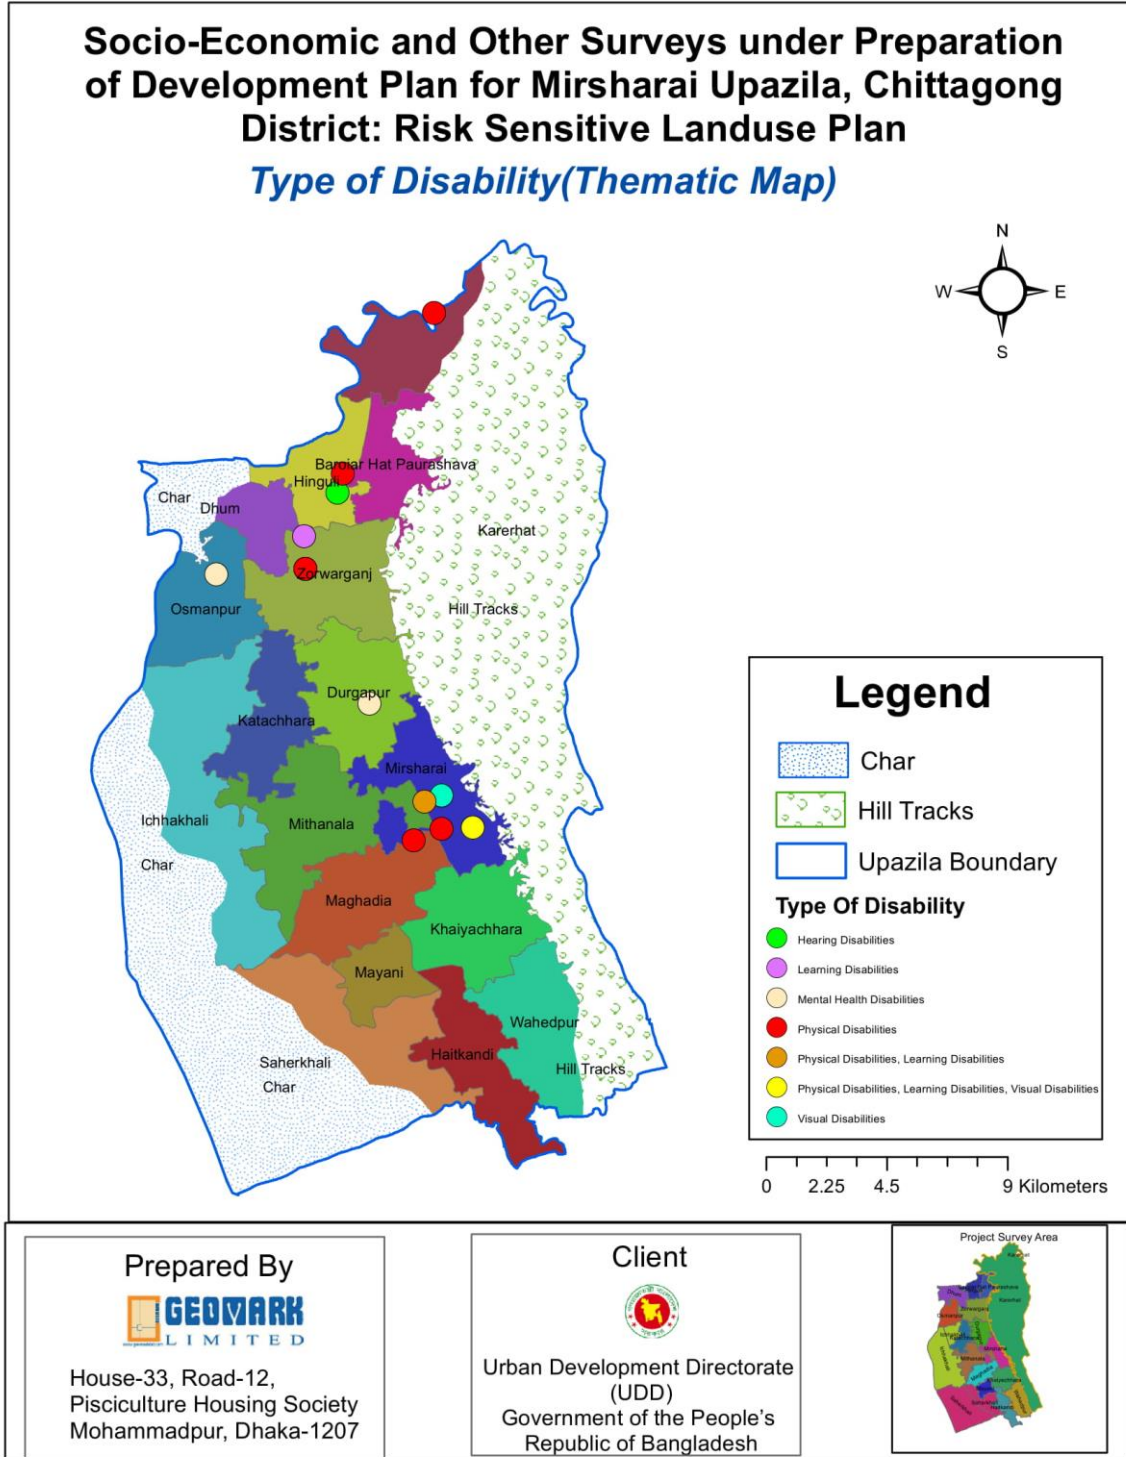 Socio-Economic and Other Surveys under Preparation
of Development Plan for Mirsharai Upazila, Chittagong
District: Risk Sensitive Landuse Plan
Type of Disability(Thematic Map)
N
W
E
S
Baroiar Hat Paurashava
Hinguli
Char
Dhum
Karerhat
Zorwarganj
Osmanpur
Hill Tracks
Durgapur
Katachhara
Mirsharai
Ichhakhali
Mithanala
Char
Maghadia
Khaiyachhara
Mayani
Wahedpur
Haitkandi
Saherkhali
Char
Hill Tracks
Legend
Char
Hill Tracks
Upazila Boundary
Type Of Disability
Hearing Disabilities
Learning Disabilities
Mental Health Disabilities
Physical Disabilities
Physical Disabilities, Learning Disabilities
Physical Disabilities, Learning Disabilities, Visual Disabilities
Visual Disabilities
0 2.25 4.5 9 Kilometers
Prepared By
GEOMARK
LIMITED
House-33, Road-12,
Pisciculture Housing Society
Mohammadpur, Dhaka-1207
Client
Urban Development Directorate
(UDD)
Government of the People's
Republic of Bangladesh
Project Survey Area